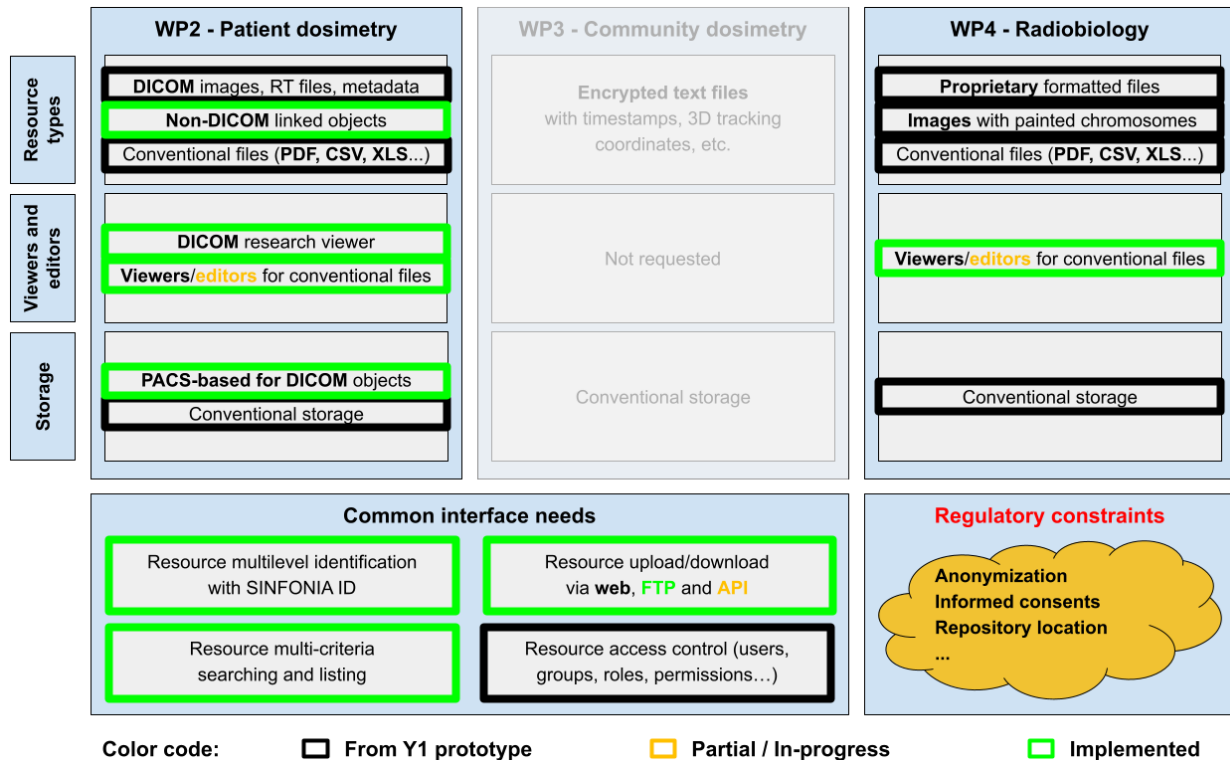 WP2 - Patient dosimetry
WP3 - Community dosimetry
WP4 - Radiobiology
Resource types
DICOM images, RT files, metadata
Non-DICOM linked objects
Conventional files (PDF, CSV, XLS...)
Encrypted text files
with timestamps, 3D tracking
coordinates, etc.
Proprietary formatted files
Images with painted chromosomes
Conventional files (PDF, CSV, XLS...)
Viewers and editors
DICOM research viewer
Viewers/editors for conventional files
Not requested
Viewers/editors for conventional files
Storage
PACS-based for DICOM objects
Conventional storage
Conventional storage
Conventional storage
Common interface needs
Resource multilevel identification
with SINFONIA ID
Resource upload/download
via web, FTP and API
Resource multi-criteria
searching and listing
Resource access control (users,
groups, roles, permissions…)
Regulatory constraints
Anonymization
Informed consents
Repository location
...
Color code:
From Y1 prototype
Partial / In-progress
Implemented